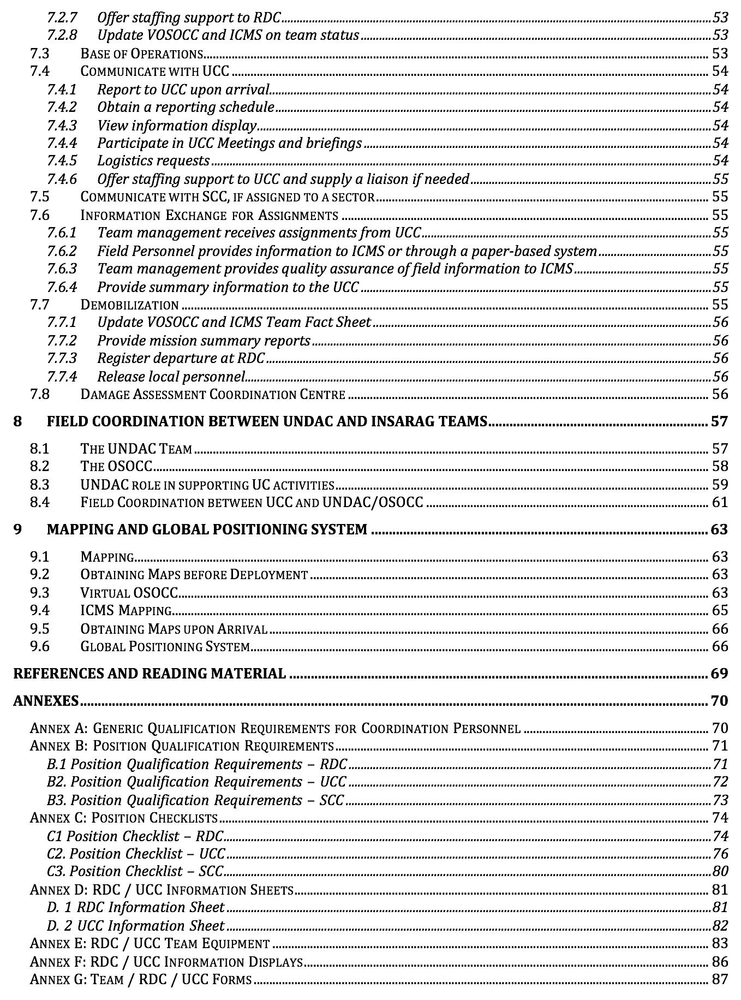 7.2.7 Offer staffing support to RDC 53
7.2.8 Update VOSOCC and ICMS on team status 53
7.3 Base of Operations 53
7.4 Communicate with UCC 54
7.4.1 Report to UCC upon arrival 54
7.4.2 Obtain a reporting schedule 54
7.4.3 View information display 54
7.4.4 Participate in UCC Meetings and briefings 54
7.4.5 Logistics requests 54
7.4.6 Offer staffing support to UCC and supply a liaison if needed 55
7.5 Communicate with SCC, if assigned to a sector 55
7.6 Information Exchange for Assignments 55
7.6.1 Team management receives assignments from UCC 55
7.6.2 Field Personnel provides information to ICMS or through a paper-based system 55
7.6.3 Team management provides quality assurance of field information to ICMS 55
7.6.4 Provide summary information to the UCC 55
7.7 Demobilization 55
7.7.1 Update VOSOCC and ICMS Team Fact Sheet 56
7.7.2 Provide mission summary reports 56
7.7.3 Register departure at RDC 56
7.7.4 Release local personnel 56
7.8 Damage Assessment Coordination Centre 56
8 FIELD COORDINATION BETWEEN UNDAC AND INSARAG TEAMS 57
8.1 The UNDAC Team 57
8.2 The OSOCC 58
8.3 UNDAC role in supporting UC activities 59
8.4 Field Coordination between UCC and UNDAC/OSOCC 61
9 MAPPING AND GLOBAL POSITIONING SYSTEM 63
9.1 Mapping 63
9.2 Obtaining Maps before Deployment 63
9.3 Virtual OSOCC 63
9.4 ICMS Mapping 65
9.5 Obtaining Maps upon Arrival 66
9.6 Global Positioning System 66
REFERENCES AND READING MATERIAL 69
ANNEXES 70
Annex A: Generic Qualification Requirements for Coordination Personnel 70
Annex B: Position Qualification Requirements 71
B.1 Position Qualification Requirements – RDC 71
B2. Position Qualification Requirements – UCC 72
B3. Position Qualification Requirements – SCC 73
Annex C: Position Checklists 74
C1 Position Checklist – RDC 74
C2. Position Checklist – UCC 76
C3. Position Checklist – SCC 80
Annex D: RDC / UCC Information Sheets 81
D. 1 RDC Information Sheet 81
D. 2 UCC Information Sheet 82
Annex E: RDC / UCC Team Equipment 83
Annex F: RDC / UCC Information Displays 86
Annex G: Team / RDC / UCC Forms 87